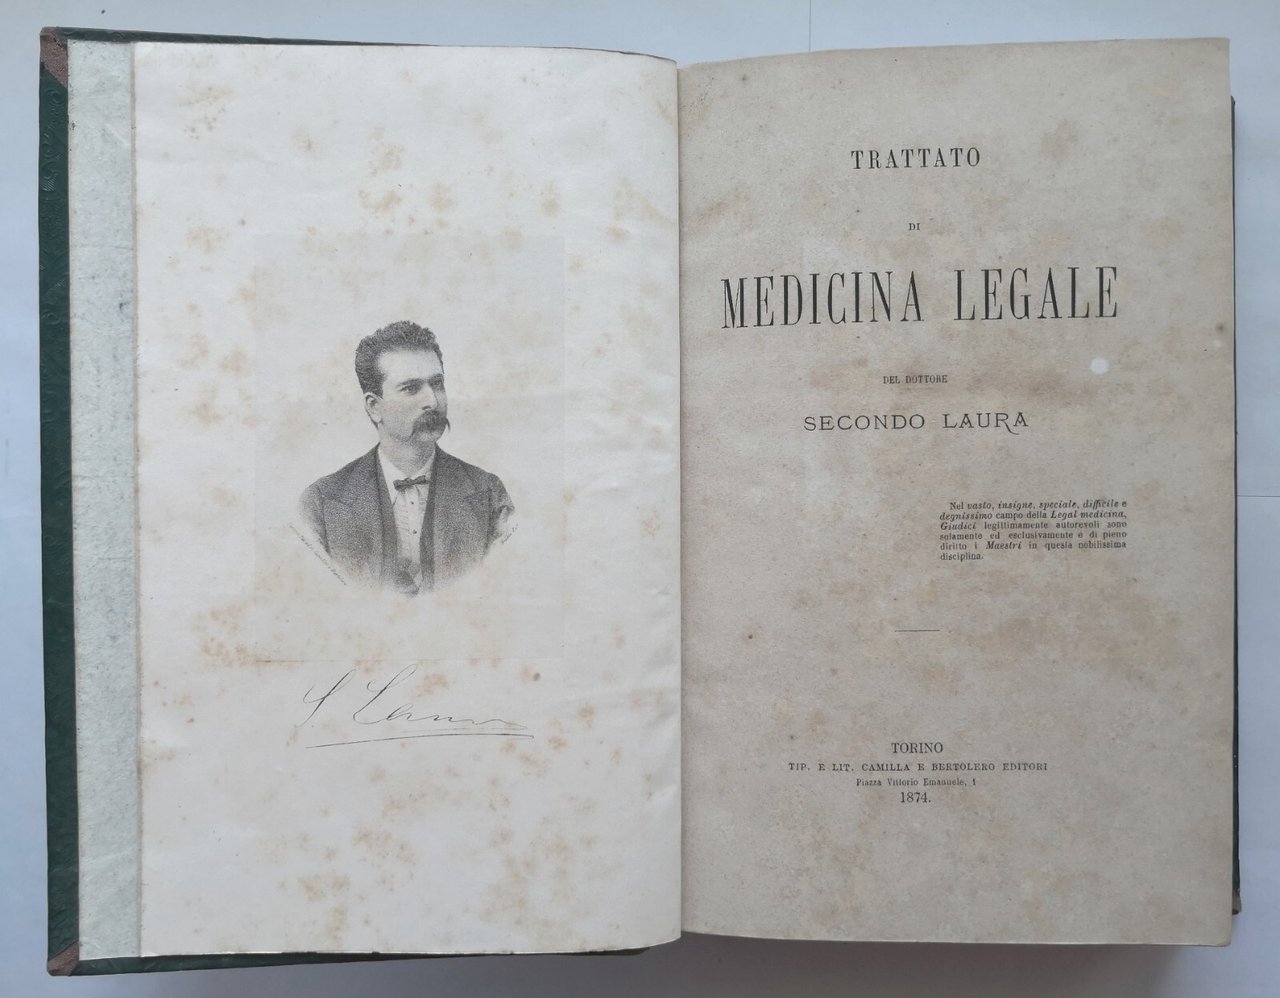 S. Laura
TRATTATO
DI
MEDICINA LEGALE
DEL DOTTORE
SECONDO LAURA
Nel vasto, insigne, speciale, difficile e
degnissimo campo della Legal medicina,
Giudici legittimamente autorevoli sono
solamente ed esclusivamente e di pieno
diritto i Maestri in questa nobilissima
disciplina.
TORINO
TIP. E LIT. CAMILLA E BERTOLERO EDITORI
Piazza Vittorio Emanuele, 1
1874.